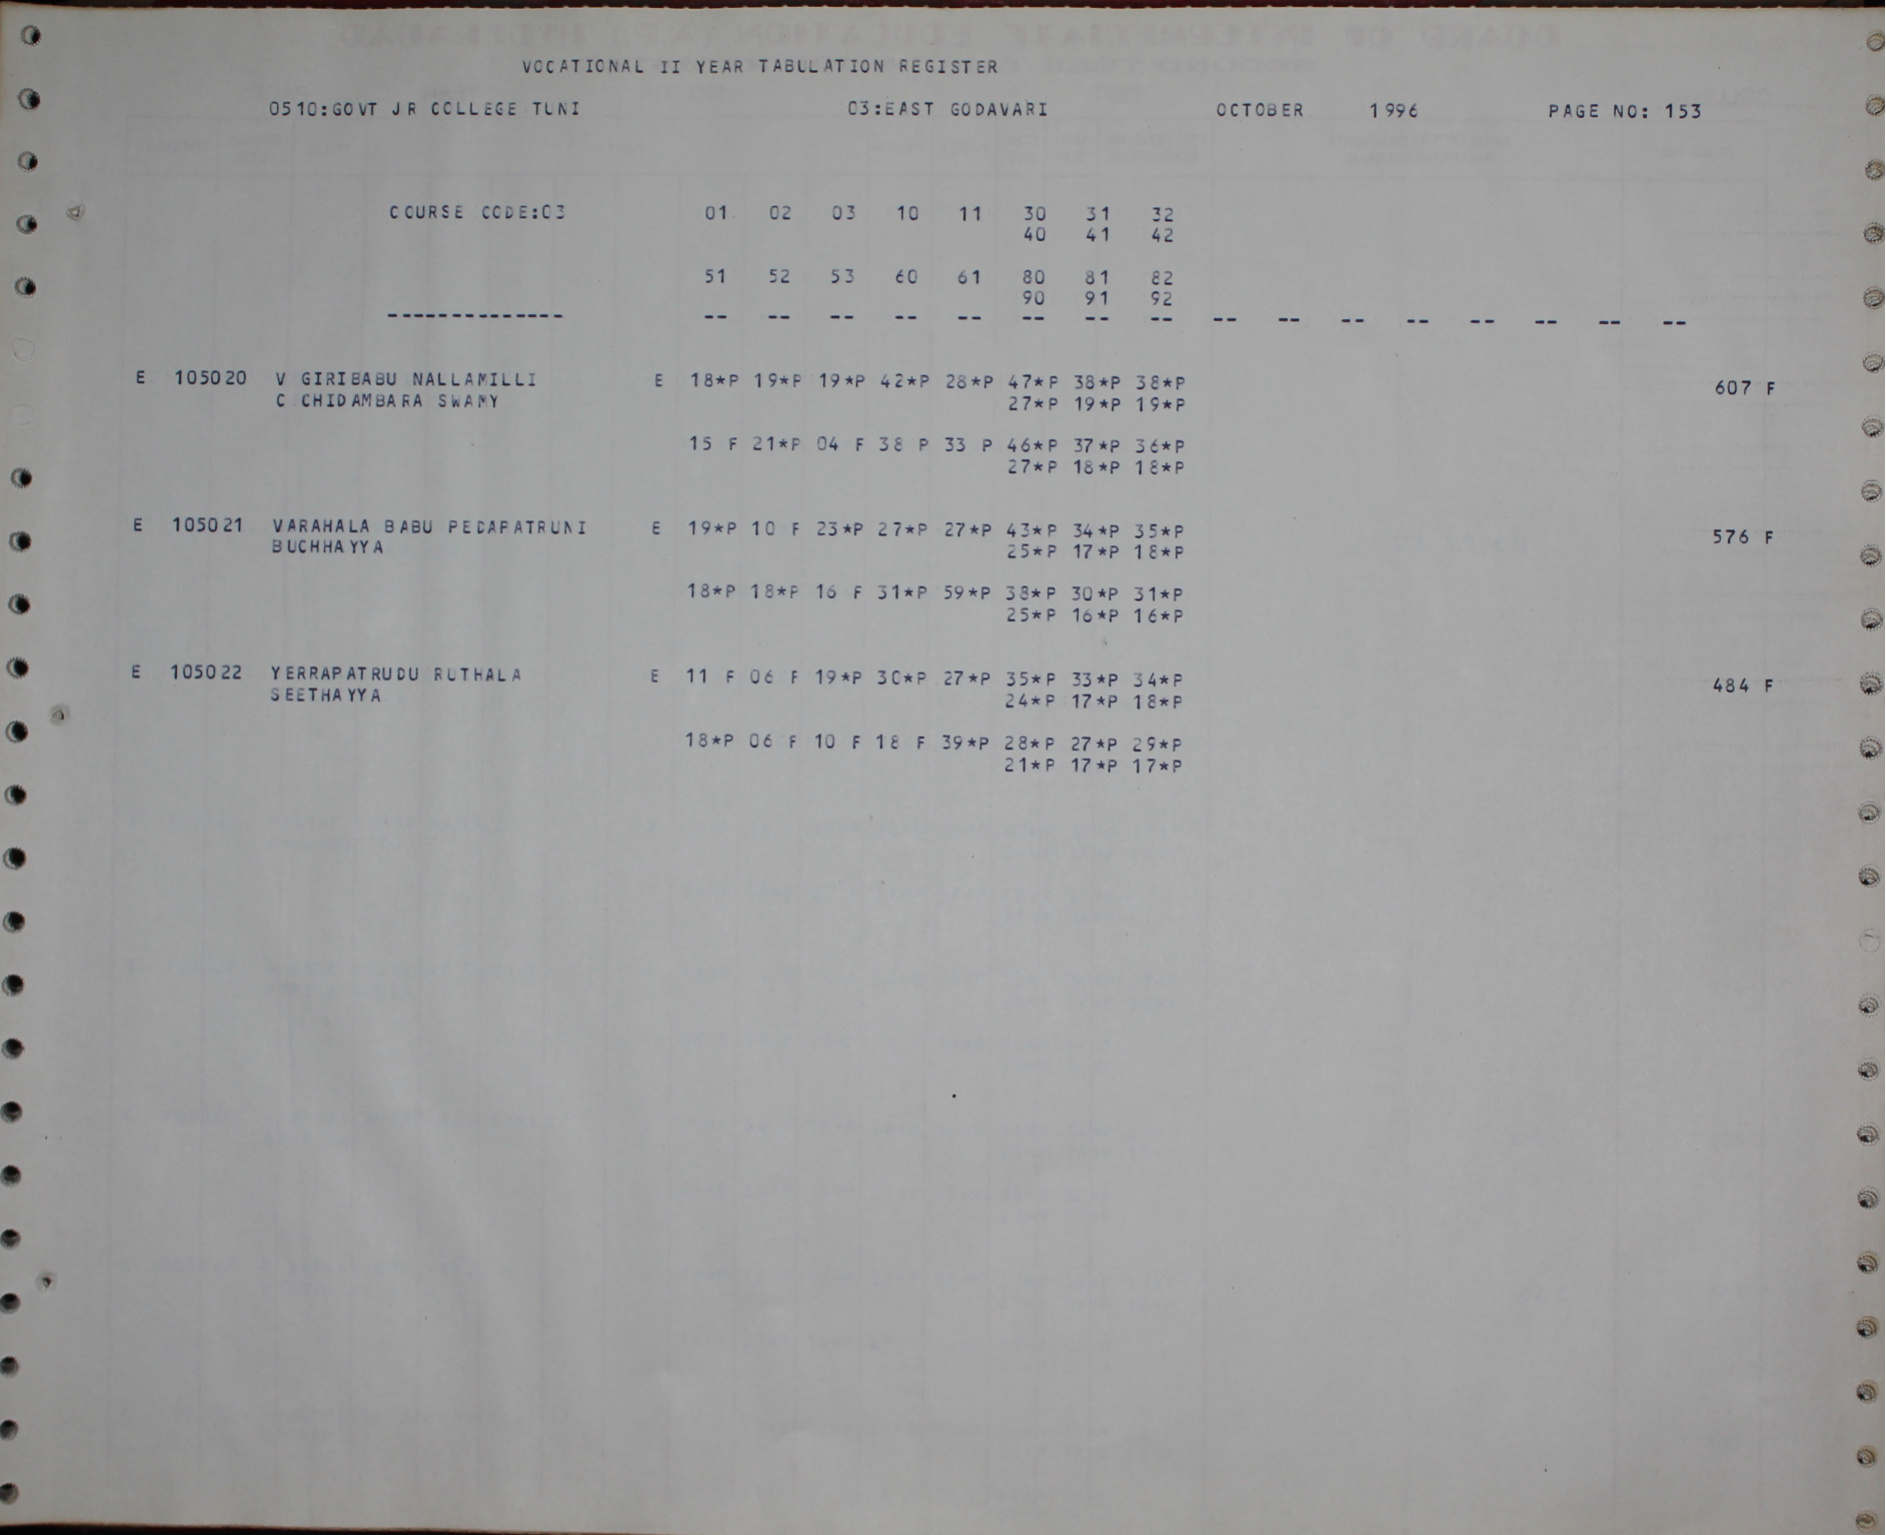 VOCATIONAL II YEAR TABULATION REGISTER
0510:GOVT JR COLLEGE TUNI 03:EAST GODAVARI OCTOBER 1996 PAGE NO: 153
COURSE CODE:03 01 02 03 10 11 30 31 32
40 41 42
51 52 53 60 61 80 81 82
90 91 92
-------------- -- -- -- -- -- -- -- -- -- -- -- -- -- -- -- --
E 105020 V GIRIBABU NALLAMILLI E 18*P 19*P 19*P 42*P 28*P 47*P 38*P 38*P 607 F
C CHIDAMBARA SWAMY 27*P 19*P 19*P
15 F 21*P 04 F 38 P 33 P 46*P 37*P 36*P
27*P 18*P 18*P
E 105021 VARAHALA BABU PEDAPATRUNI E 19*P 10 F 23*P 27*P 27*P 43*P 34*P 35*P 576 F
BUCHHAYYA 25*P 17*P 18*P
18*P 18*P 16 F 31*P 59*P 38*P 30*P 31*P
25*P 16*P 16*P
E 105022 YERRAPATRUDU RUTHALA E 11 F 06 F 19*P 30*P 27*P 35*P 33*P 34*P 484 F
SEETHAYYA 24*P 17*P 18*P
18*P 06 F 10 F 18 F 39*P 28*P 27*P 29*P
21*P 17*P 17*P